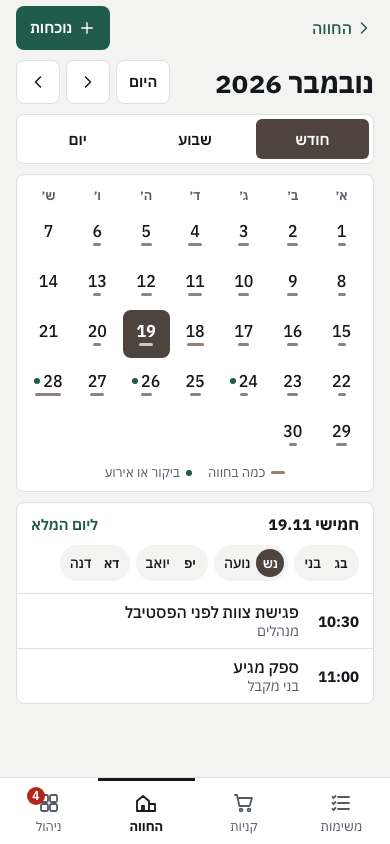 החווה
נוכחות
נובמבר 2026
היום
חודש שבוע יום
א׳ ב׳ ג׳ ד׳ ה׳ ו׳ ש׳
1 2 3 4 5 6 7
8 9 10 11 12 13 14
15 16 17 18 19 20 21
22 23 24 25 26 27 28
29 30
כמה בחווה ביקור או אירוע
חמישי 19.11 ליום המלא
בג בני נש נועה יפ יואב דא דנה
10:30 פגישת צוות לפני הפסטיבל
מנהלים
11:00 ספק מגיע
בני מקבל
4
משימות קניות החווה ניהול